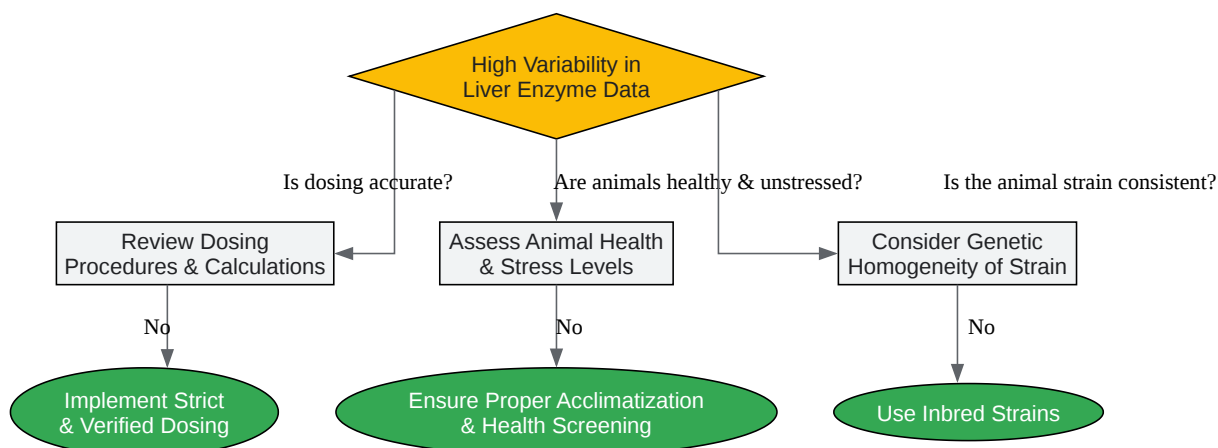 High Variability in
Liver Enzyme Data
Is dosing accurate?
Are animals healthy & unstressed?
Is the animal strain consistent?
Review Dosing
Procedures & Calculations
Assess Animal Health
& Stress Levels
Consider Genetic
Homogeneity of Strain
No
No
No
Implement Strict
& Verified Dosing
Ensure Proper Acclimatization
& Health Screening
Use Inbred Strains